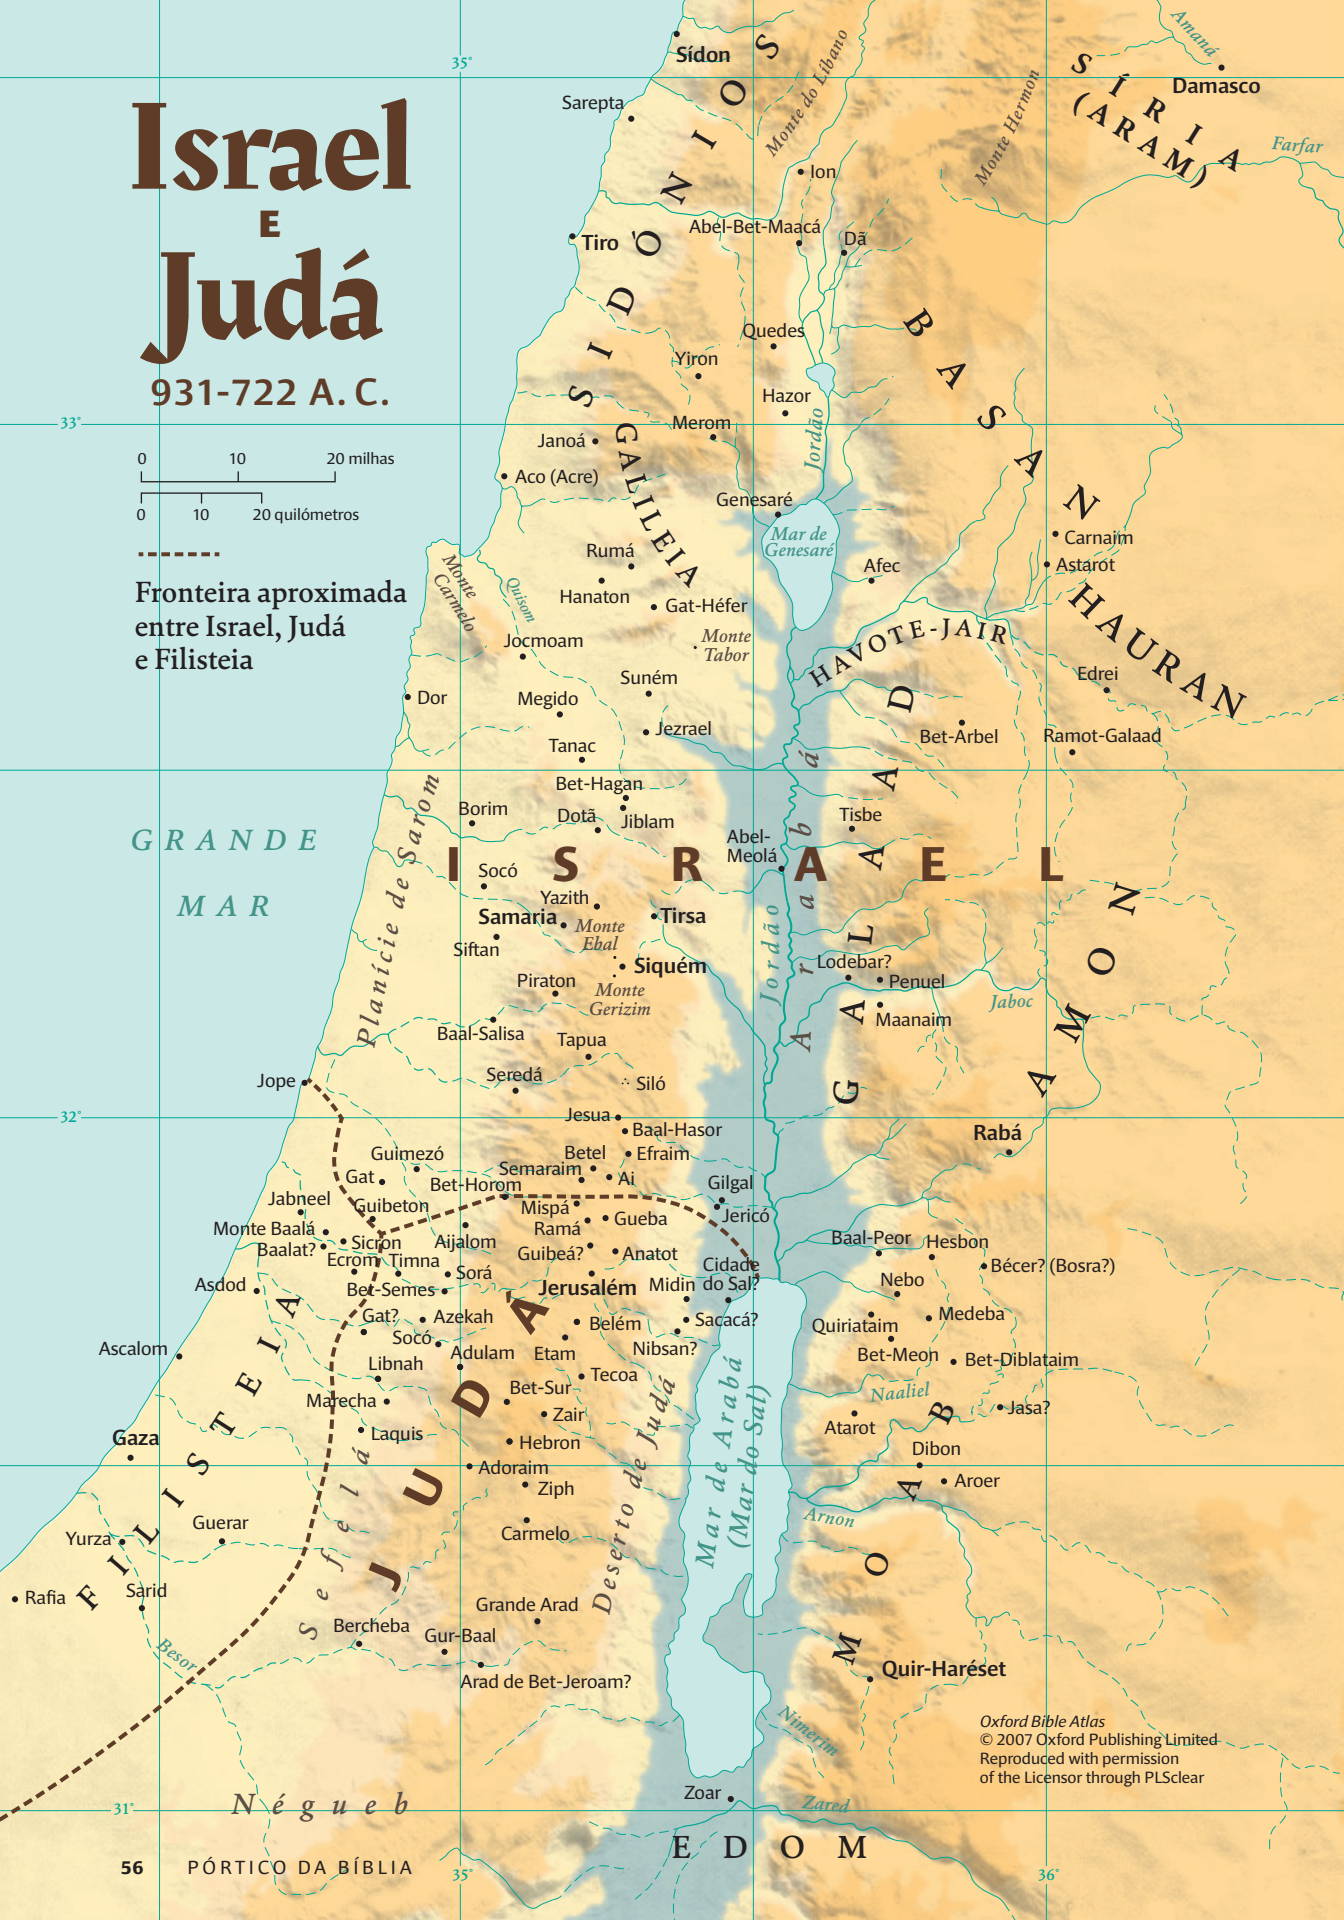 Israel
E
Judá
931-722 A. C.
0 10 20 milhas
0 10 20 quilómetros
Fronteira aproximada
entre Israel, Judá
e Filisteia
35°
33°
32°
31°
35°
36°
GRANDE
MAR
ISRAEL
JUDÁ
SIDÓNIOS
SÍRIA
(ARAM)
BASAN
HAURAN
GALILEIA
HAVOTE-JAIR
GALAAD
AMON
MOAB
EDOM
FILISTEIA
Sídon
Sarepta
Monte do Líbano
Monte Hermon
Amaná
Damasco
Farfar
Ion
Abel-Bet-Maacá
Dã
Tiro
Quedes
Yiron
Hazor
Merom
Jordão
Janoá
Aco (Acre)
Genesaré
Mar de
Genesaré
Carnaim
Astarot
Afec
Rumá
Hanaton
Gat-Héfer
Monte
Carmelo
Quisom
Jocmoam
Monte
Tabor
Suném
Edrei
Dor
Megido
Jezrael
Bet-Arbel
Ramot-Galaad
Tanac
Bet-Hagan
Borim
Dotã
Jiblam
Tisbe
Abel-
Meolá
Planície de Sarom
Socó
Yazith
Samaria
Tirsa
Monte
Ebal
Siftan
Siquém
Jordão
Arabá
Lodebar?
Penuel
Piraton
Monte
Gerizim
Jaboc
Maanaim
Baal-Salisa
Tapua
Jope
Seredá
Siló
Jesua
Baal-Hasor
Rabá
Guimezó
Betel
Efraim
Semaraim
Ai
Gat
Bet-Horom
Gilgal
Jabneel
Guibeton
Mispá
Jericó
Ramá
Gueba
Monte Baalá
Sicron
Aijalom
Baalat?
Guibeá?
Anatot
Baal-Peor
Hesbon
Ecrom
Timna
Sorá
Cidade
do Sal?
Bécer? (Bosra?)
Asdod
Bet-Semes
Jerusalém
Midin
Nebo
Gat?
Azekah
Belém
Sacacá?
Medeba
Quiriataim
Socó
Nibsan?
Ascalom
Adulam
Etam
Bet-Meon
Bet-Diblataim
Libnah
Tecoa
Bet-Sur
Naaliel
Marecha
Zair
Jasa?
Atarot
Gaza
Laquis
Hebron
Dibon
Adoraim
Ziph
Aroer
Mar de Arabá
(Mar do Sal)
Deserto de Judá
Sefelá
Arnon
Yurza
Guerar
Carmelo
Rafia
Sarid
Grande Arad
Bercheba
Gur-Baal
Besor
Arad de Bet-Jeroam?
Quir-Haréset
Nimerim
Oxford Bible Atlas
© 2007 Oxford Publishing Limited
Reproduced with permission
of the Licensor through PLSclear
Zoar
Zared
Négueb
56 PÓRTICO DA BÍBLIA